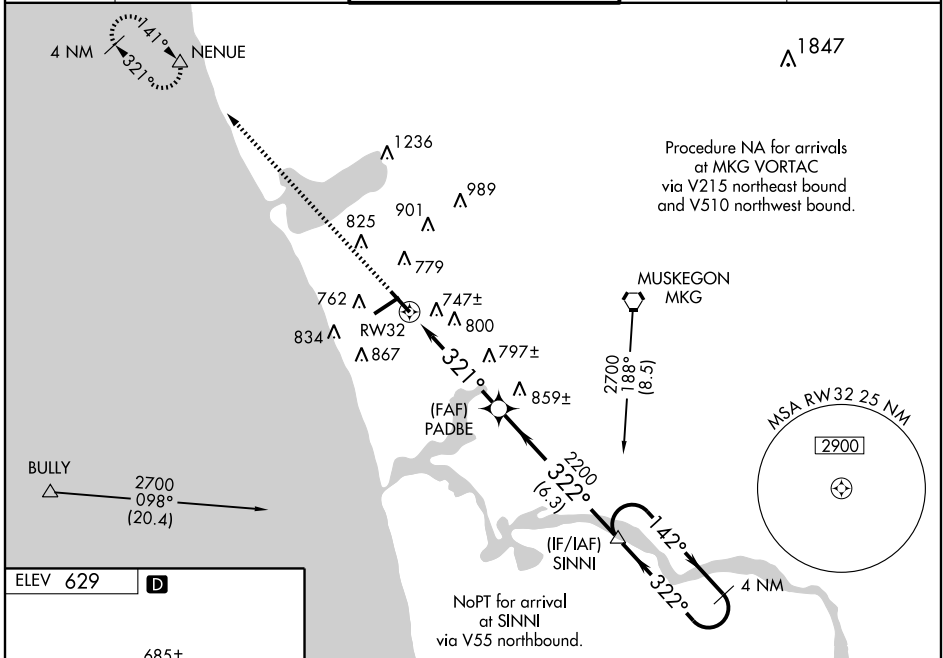 141°
4 NM
NENUE
321°
1847
1236
Procedure NA for arrivals
at MKG VORTAC
via V215 northeast bound
and V510 northwest bound.
989
901
825
779
MUSKEGON
MKG
762
747±
RW32
800
834
867
797±
321°
2700
188°
(8.5)
859±
(FAF)
PADBE
MSA RW 32 25 NM
2900
BULLY
2700
098°
(20.4)
2200
322°
(6.3)
142°
(IF/IAF)
SINNI
322°
4 NM
ELEV 629
D
NoPT for arrival
at SINNI
via V55 northbound.
685±